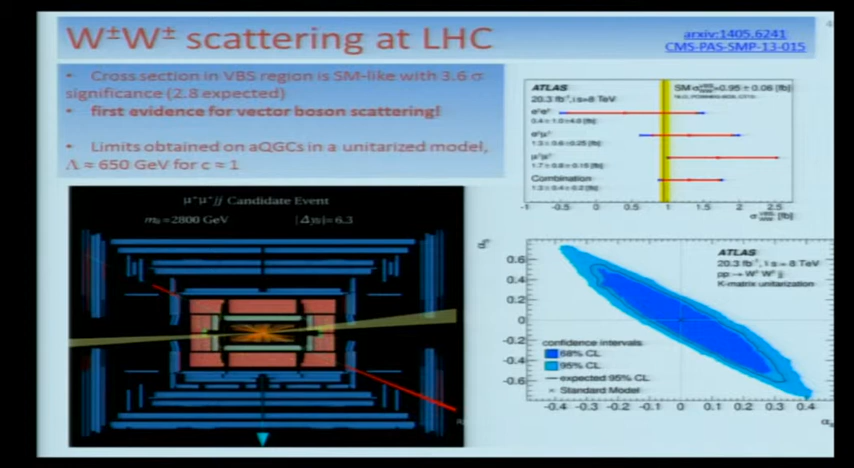 W±W± scattering at LHC
arxiv:1405.6241
CMS-PAS-SMP-13-015
• Cross section in VBS region is SM-like with 3.6 σ
significance (2.8 expected)
• first evidence for vector boson scattering!
• Limits obtained on aQGCs in a unitarized model,
Λ ≈ 650 GeV for c ≈ 1
ATLAS
20.3 fb⁻¹, √s=8 TeV
0.95 ± 0.06 [fb]
Combination
-1 -0.5 0 0.5 1 1.5 2 2.5
μ⁺μ⁺ jj Candidate Event
mjj=2800 GeV |Δyjj|=6.3
ATLAS
20.3 fb⁻¹, √s = 8 TeV
pp → W± W± jj
K-matrix unitarization
0.6
0.4
0.2
0
-0.2
-0.4
-0.6
confidence intervals
68% CL
95% CL
expected 95% CL
Standard Model
-0.4 -0.3 -0.2 -0.1 0 0.1 0.2 0.3 0.4